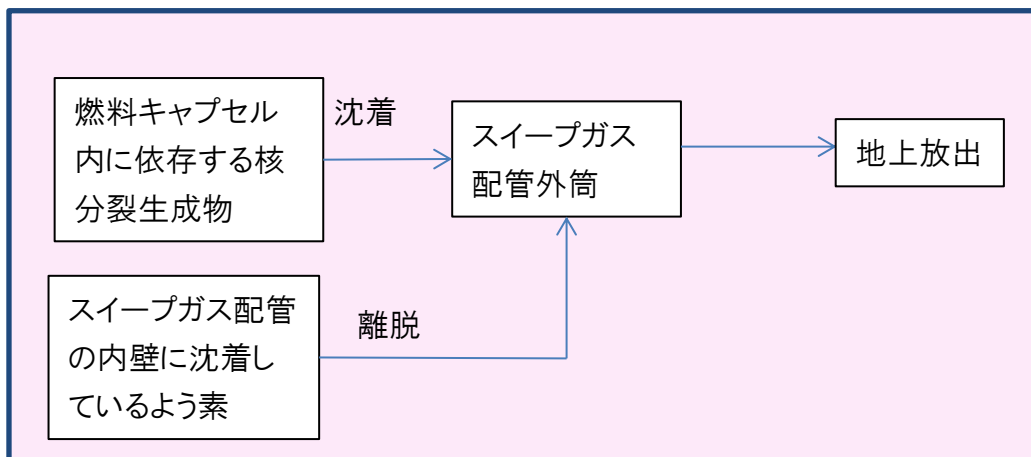 燃料キャプセル
内に依存する核
分裂生成物
沈着
スイープガス
配管外筒
地上放出
スイープガス配管
の内壁に沈着し
ているよう素
離脱